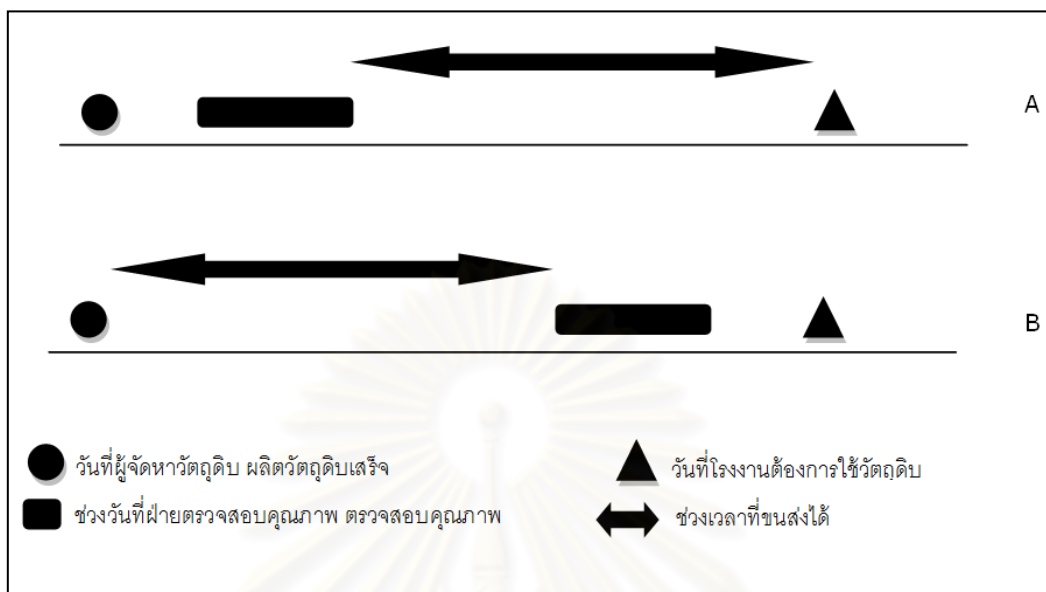 A
B
วันที่ผู้จัดหาวัตถุดิบ ผลิตวัตถุดิบเสร็จ
วันที่โรงงานต้องการใช้วัตถุดิบ
ช่วงวันที่ฝ่ายตรวจสอบคุณภาพ ตรวจสอบคุณภาพ
ช่วงเวลาที่ขนส่งได้